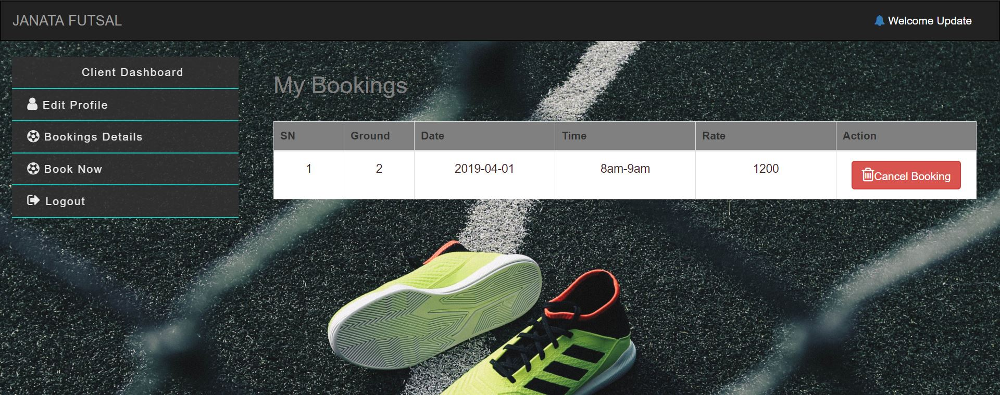 JANATA FUTSAL
Welcome Update
Client Dashboard
Edit Profile
Bookings Details
Book Now
Logout
My Bookings
SN Ground Date Time Rate Action
1 2 2019-04-01 8am-9am 1200 Cancel Booking